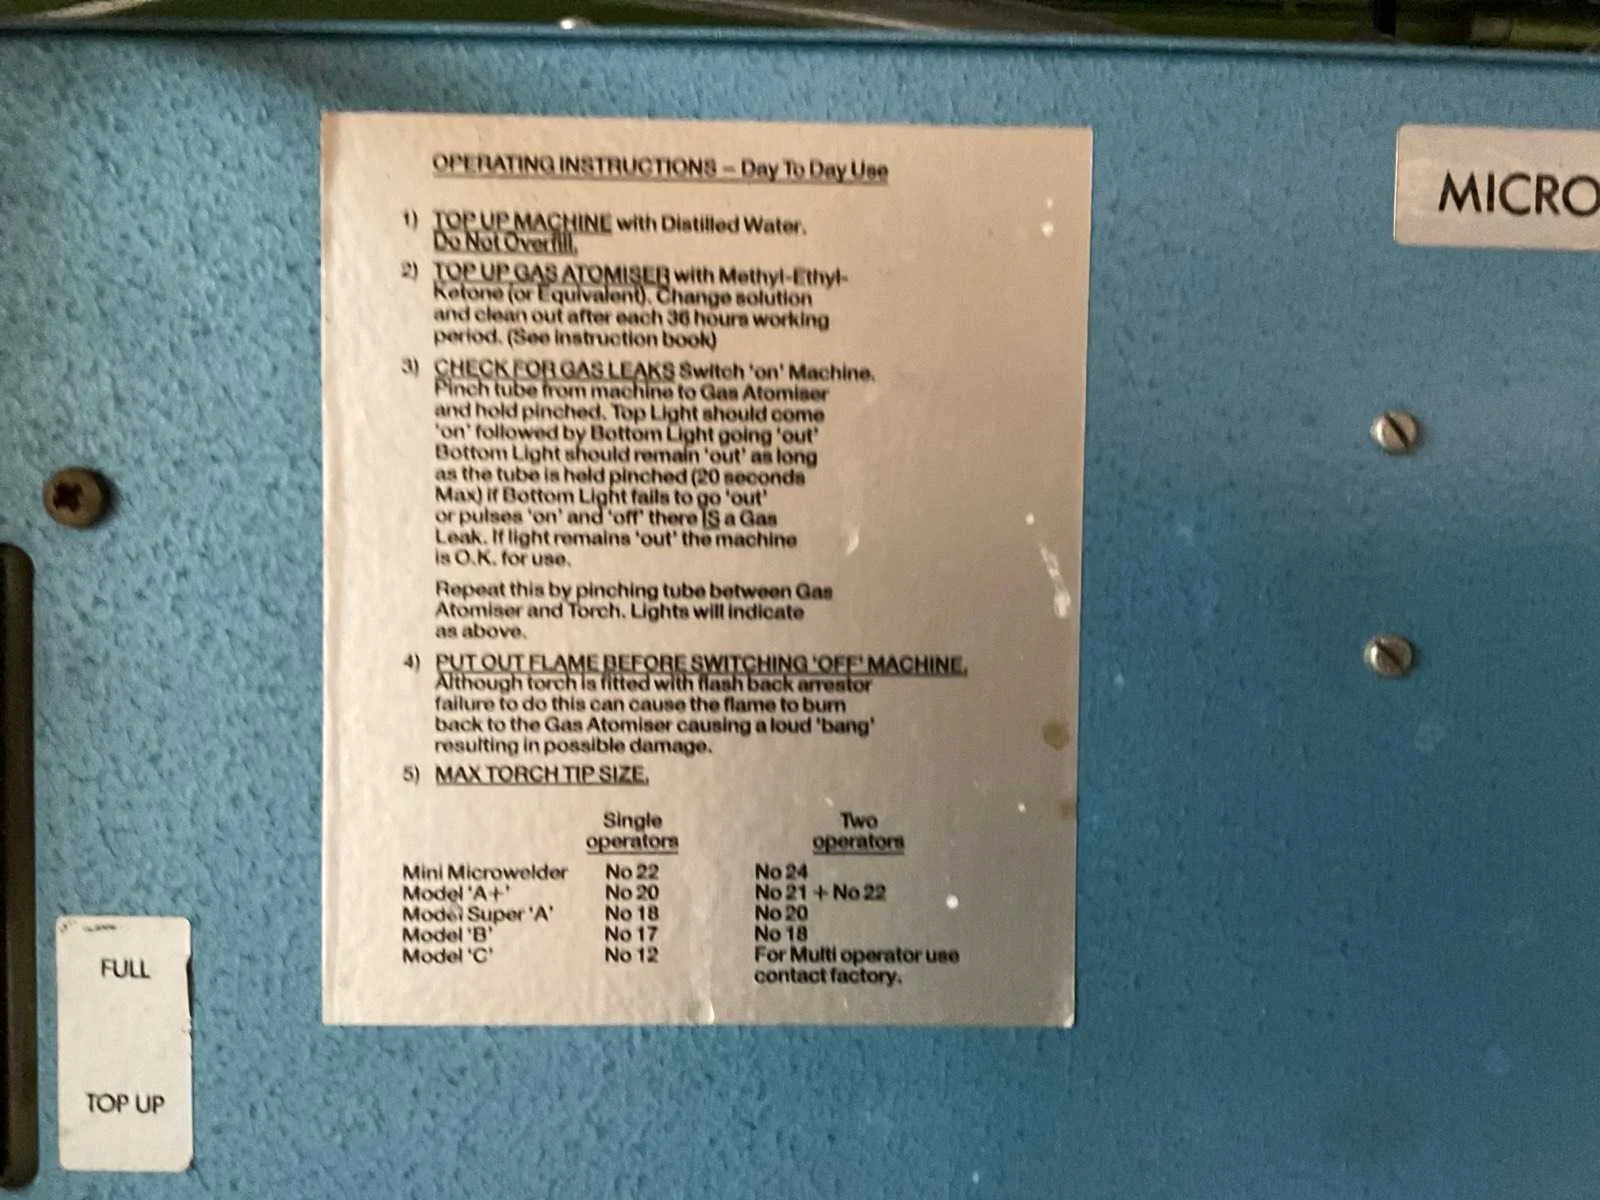 OPERATING INSTRUCTIONS – Day To Day Use
1) TOP UP MACHINE with Distilled Water.
Do Not Overfill.
2) TOP UP GAS ATOMISER with Methyl-Ethyl-
Ketone (or Equivalent). Change solution
and clean out after each 36 hours working
period. (See instruction book)
3) CHECK FOR GAS LEAKS Switch 'on' Machine.
Pinch tube from machine to Gas Atomiser
and hold pinched. Top Light should come
'on' followed by Bottom Light going 'out'
Bottom Light should remain 'out' as long
as the tube is held pinched (20 seconds
Max) if Bottom Light fails to go 'out'
or pulses 'on' and 'off' there IS a Gas
Leak. If light remains 'out' the machine
is O.K. for use.
Repeat this by pinching tube between Gas
Atomiser and Torch. Lights will indicate
as above.
4) PUT OUT FLAME BEFORE SWITCHING 'OFF' MACHINE.
Although torch is fitted with flash back arrestor
failure to do this can cause the flame to burn
back to the Gas Atomiser causing a loud 'bang'
resulting in possible damage.
5) MAX TORCH TIP SIZE.
Single Two
operators operators
Mini Microwelder No 22 No 24
Model 'A+' No 20 No 21 + No 22
Model Super 'A' No 18 No 20
Model 'B' No 17 No 18
Model 'C' No 12 For Multi operator use
contact factory.
MICRO
FULL
TOP UP